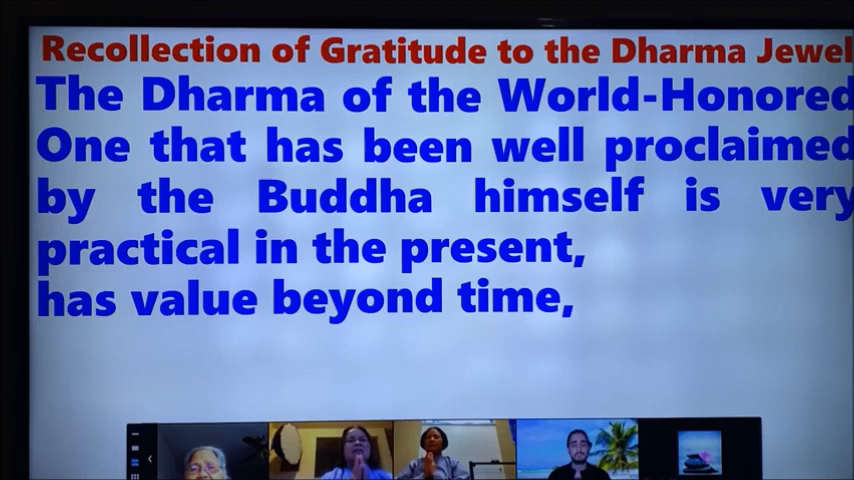 Recollection of Gratitude to the Dharma Jewel
The Dharma of the World-Honored
One that has been well proclaimed
by the Buddha himself is very
practical in the present,
has value beyond time,